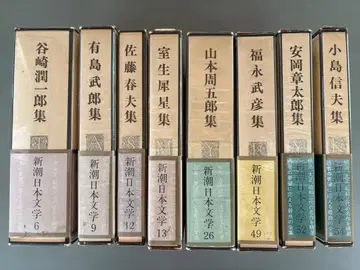 谷崎潤一郎集
新潮日本文学
6
有島武郎集
新潮日本文学
9
佐藤春夫集
新潮日本文学
12
室生犀星集
新潮日本文学
13
山本周五郎集
新潮日本文学
26
福永武彦集
新潮日本文学
49
安岡章太郎集
新潮日本文学
52
小島信夫集
新潮日本文学
54